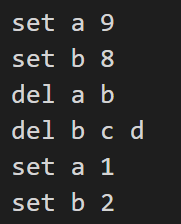 set a 9
set b 8
del a b
del b c d
set a 1
set b 2